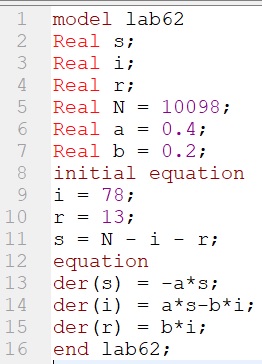 1 model lab62
2 Real s;
3 Real i;
4 Real r;
5 Real N = 10098;
6 Real a = 0.4;
7 Real b = 0.2;
8 initial equation
9 i = 78;
10 r = 13;
11 s = N - i - r;
12 equation
13 der(s) = -a*s;
14 der(i) = a*s-b*i;
15 der(r) = b*i;
16 end lab62;